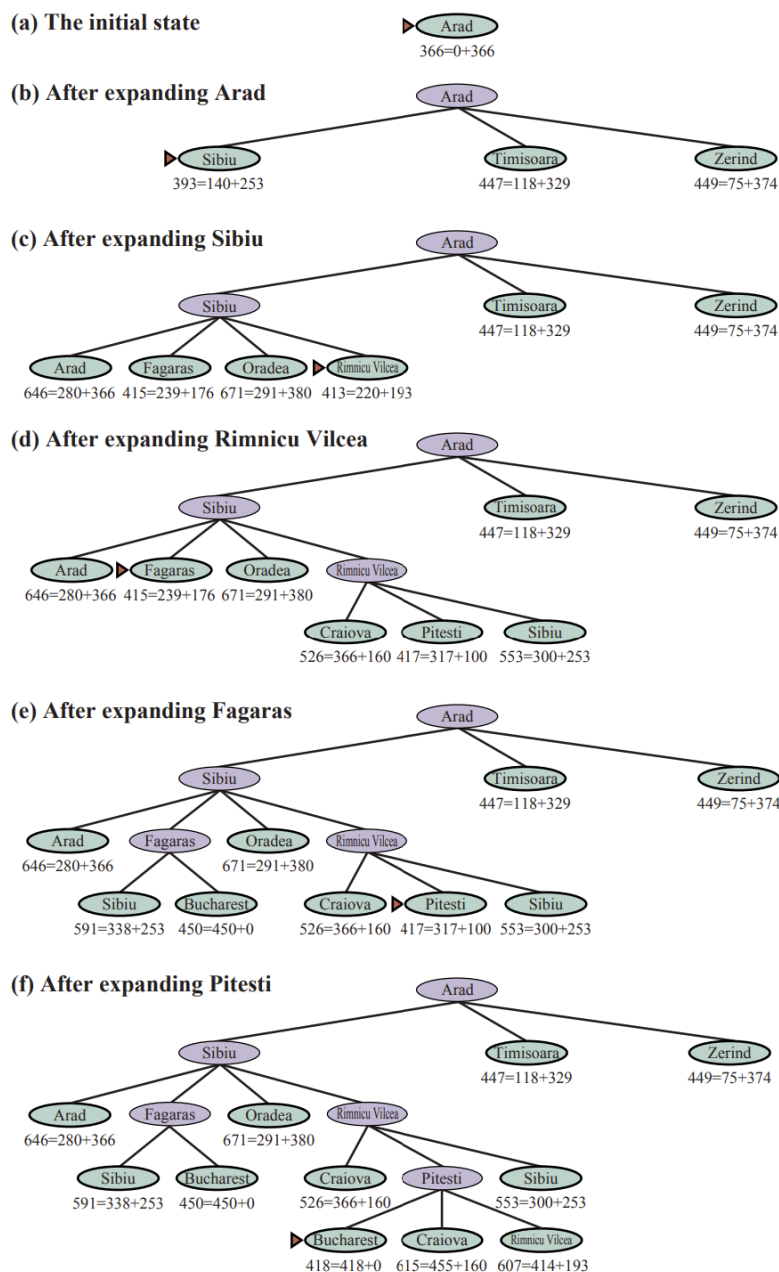 (a) The initial state
Arad
366=0+366
(b) After expanding Arad
Arad
Sibiu Timisoara Zerind
393=140+253 447=118+329 449=75+374
(c) After expanding Sibiu
Arad
Sibiu Timisoara Zerind
447=118+329 449=75+374
Arad Fagaras Oradea Rimnicu Vilcea
646=280+366 415=239+176 671=291+380 413=220+193
(d) After expanding Rimnicu Vilcea
Arad
Sibiu Timisoara Zerind
447=118+329 449=75+374
Arad Fagaras Oradea Rimnicu Vilcea
646=280+366 415=239+176 671=291+380
Craiova Pitesti Sibiu
526=366+160 417=317+100 553=300+253
(e) After expanding Fagaras
Arad
Sibiu Timisoara Zerind
447=118+329 449=75+374
Arad Fagaras Oradea Rimnicu Vilcea
646=280+366 671=291+380
Sibiu Bucharest Craiova Pitesti Sibiu
591=338+253 450=450+0 526=366+160 417=317+100 553=300+253
(f) After expanding Pitesti
Arad
Sibiu Timisoara Zerind
447=118+329 449=75+374
Arad Fagaras Oradea Rimnicu Vilcea
646=280+366 671=291+380
Sibiu Bucharest Craiova Pitesti Sibiu
591=338+253 450=450+0 526=366+160 553=300+253
Bucharest Craiova Rimnicu Vilcea
418=418+0 615=455+160 607=414+193